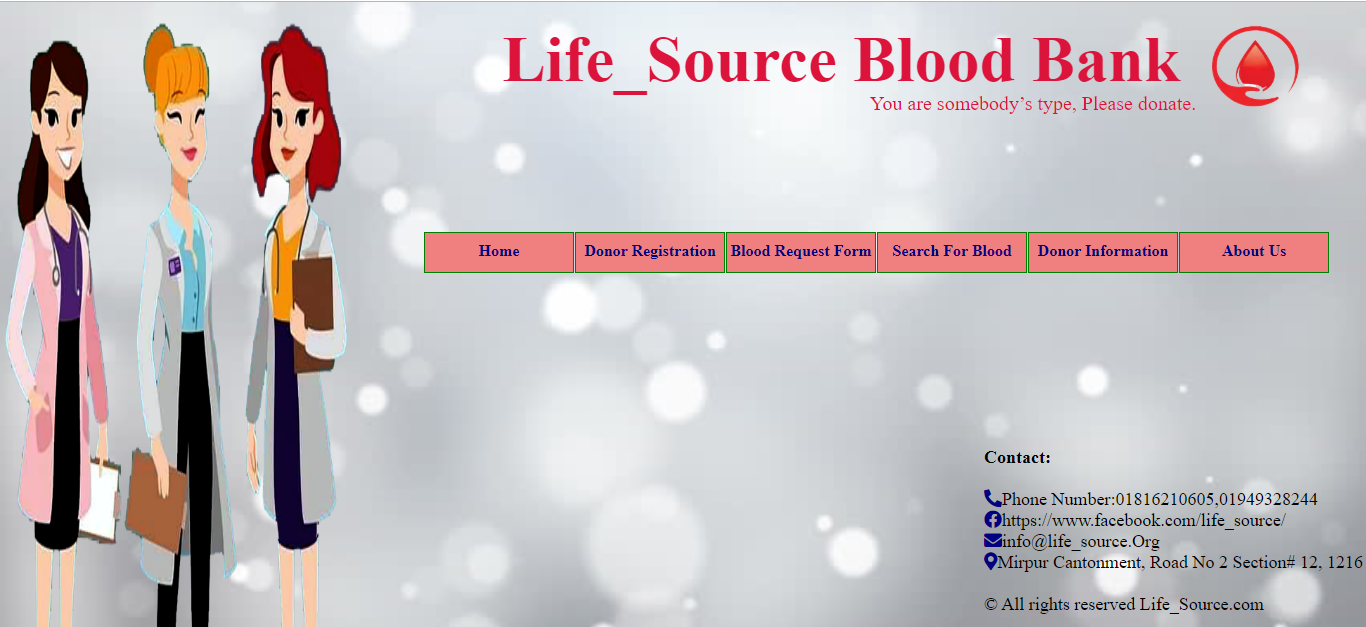 Life_Source Blood Bank
You are somebody’s type, Please donate.
Home Donor Registration Blood Request Form Search For Blood Donor Information About Us
Contact:
Phone Number:01816210605,01949328244
https://www.facebook.com/life_source/
info@life_source.Org
Mirpur Cantonment, Road No 2 Section# 12, 1216
© All rights reserved Life_Source.com